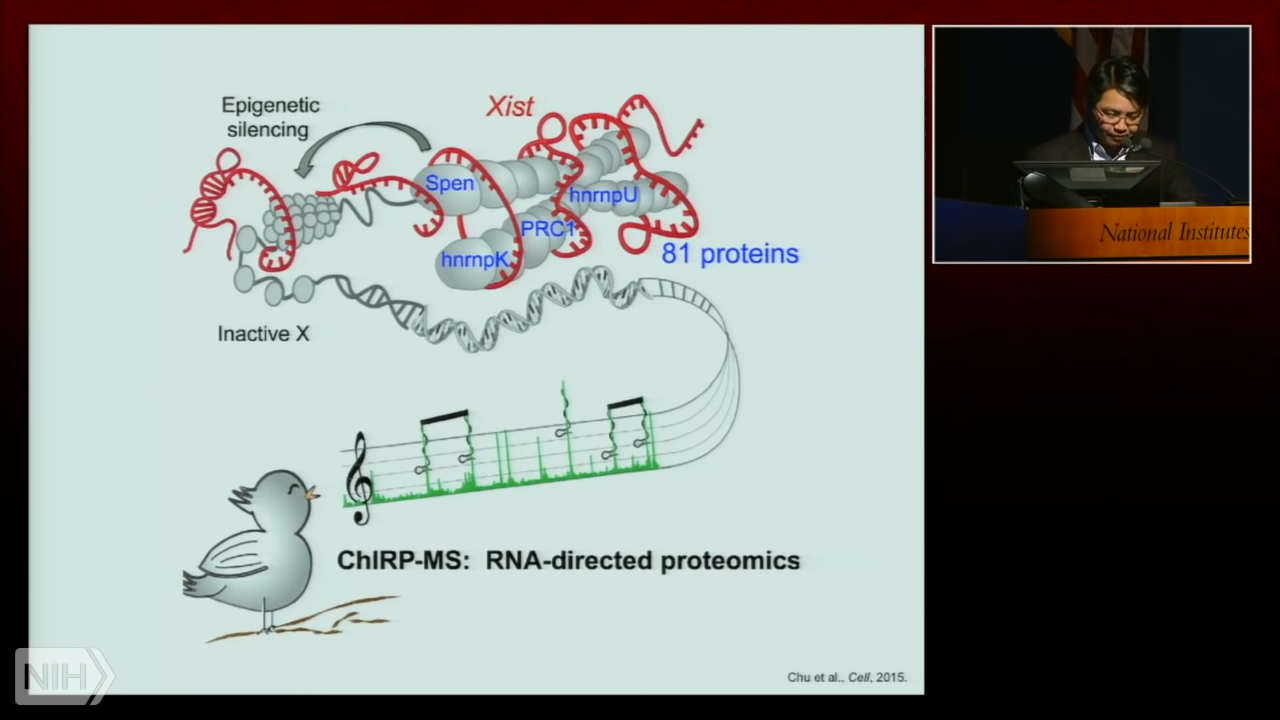 Epigenetic
silencing
Xist
Spen
hnrnpU
PRC1
hnrnpK
81 proteins
Inactive X
ChIRP-MS: RNA-directed proteomics
Chu et al., Cell, 2015.
National Institutes
NIH